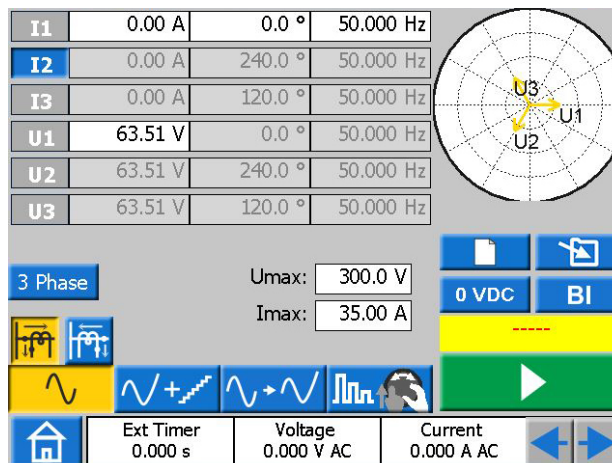 I1 0.00 A 0.0 ° 50.000 Hz
I2 0.00 A 240.0 ° 50.000 Hz
I3 0.00 A 120.0 ° 50.000 Hz
U1 63.51 V 0.0 ° 50.000 Hz
U2 63.51 V 240.0 ° 50.000 Hz
U3 63.51 V 120.0 ° 50.000 Hz
U3
U1
U2
3 Phase
Umax: 300.0 V
Imax: 35.00 A
0 VDC
BI
-----
Ext Timer
0.000 s
Voltage
0.000 V AC
Current
0.000 A AC